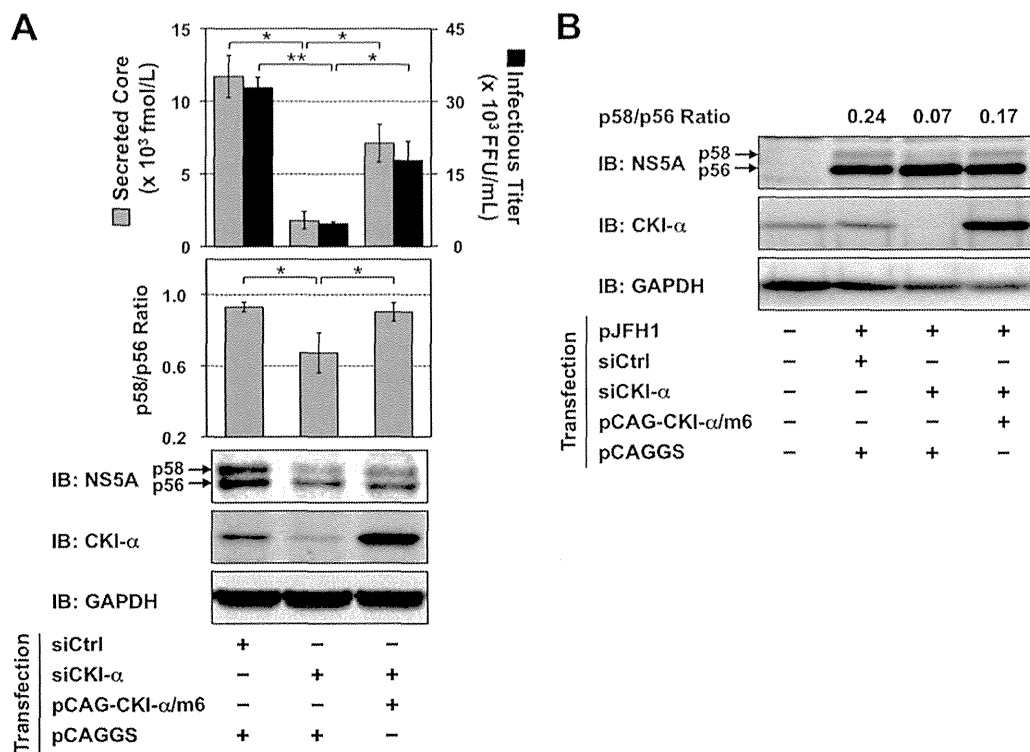 A
Secreted Core
(x 10³ fmol/L)
15
10
5
0
* *
** *
45
30
15
0
Infectious Titer
(x 10³ FFU/mL)
p58/p56 Ratio
1.0
0.6
0.2
* *
IB: NS5A p58
p56
IB: CKI-α
IB: GAPDH
Transfection
siCtrl + – –
siCKI-α – + +
pCAG-CKI-α/m6 – – +
pCAGGS + + –
B
p58/p56 Ratio 0.24 0.07 0.17
IB: NS5A p58
p56
IB: CKI-α
IB: GAPDH
Transfection
pJFH1 – + + +
siCtrl – + – –
siCKI-α – – + +
pCAG-CKI-α/m6 – – – +
pCAGGS – + + –